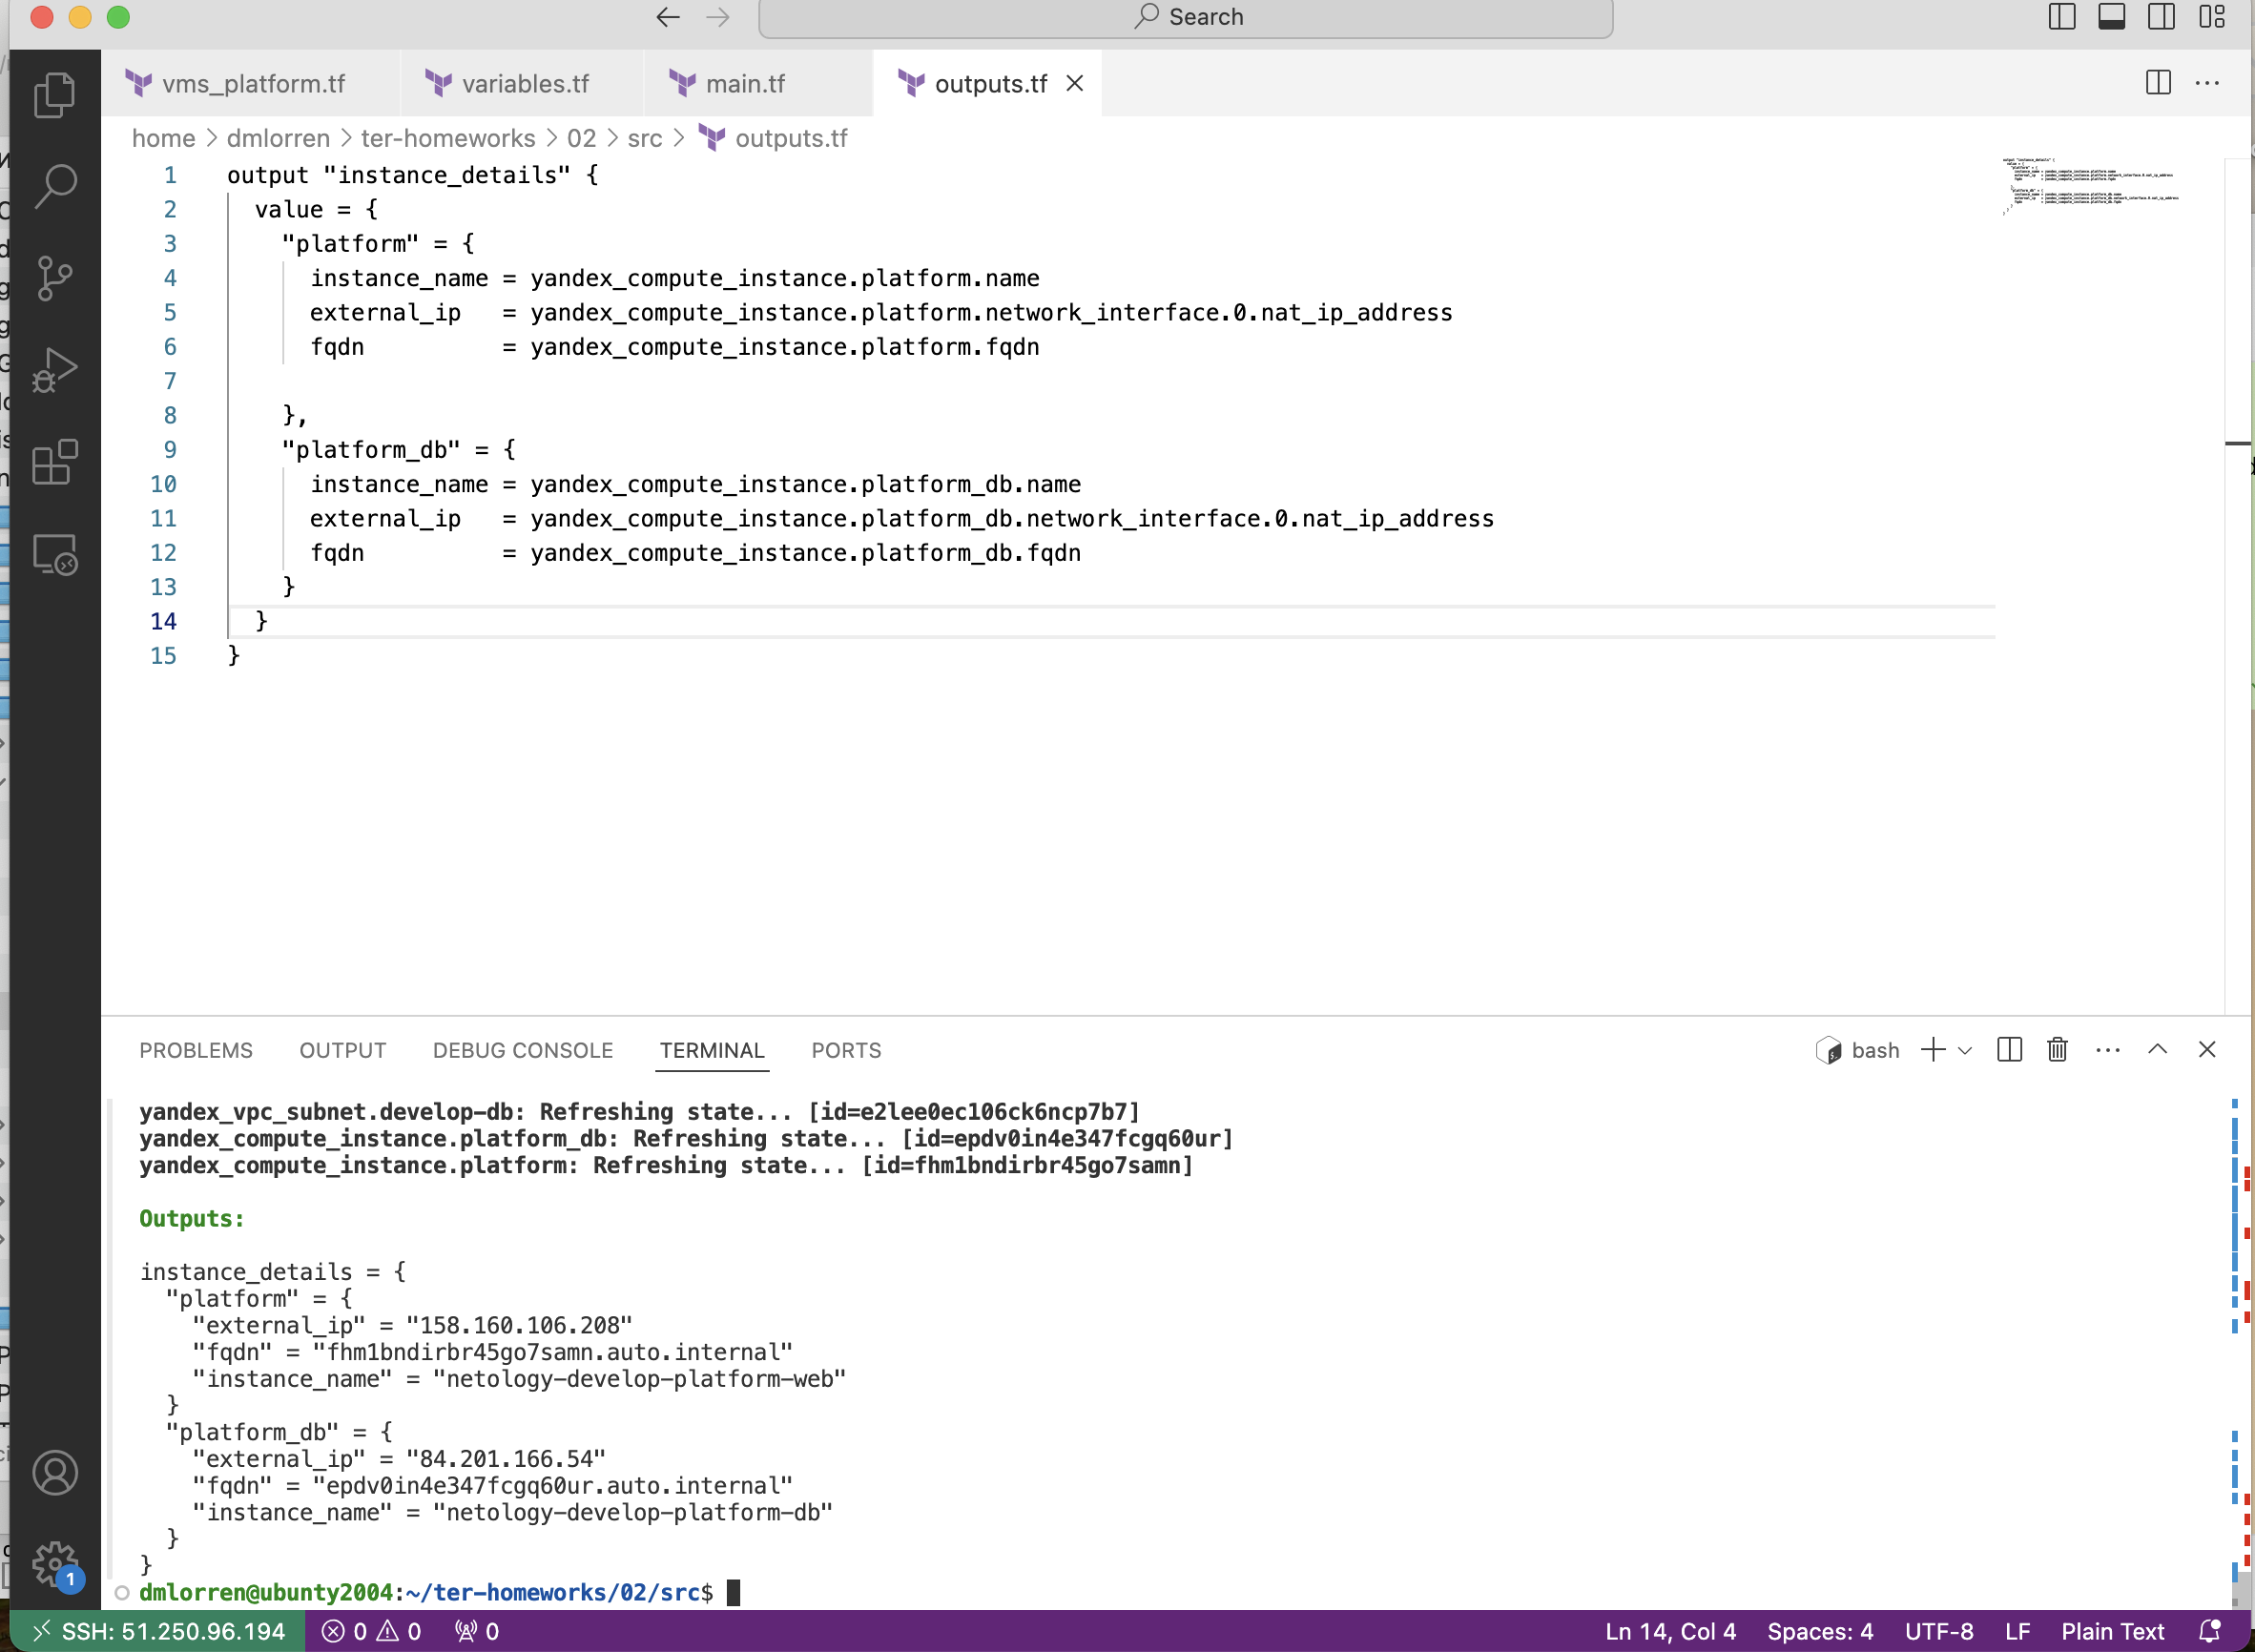 Search
vms_platform.tf variables.tf main.tf outputs.tf
home > dmlorren > ter-homeworks > 02 > src > outputs.tf
1 output "instance_details" {
2 value = {
3 "platform" = {
4 instance_name = yandex_compute_instance.platform.name
5 external_ip = yandex_compute_instance.platform.network_interface.0.nat_ip_address
6 fqdn = yandex_compute_instance.platform.fqdn
7
8 },
9 "platform_db" = {
10 instance_name = yandex_compute_instance.platform_db.name
11 external_ip = yandex_compute_instance.platform_db.network_interface.0.nat_ip_address
12 fqdn = yandex_compute_instance.platform_db.fqdn
13 }
14 }
15 }
PROBLEMS OUTPUT DEBUG CONSOLE TERMINAL PORTS bash
yandex_vpc_subnet.develop-db: Refreshing state... [id=e2lee0ec106ck6ncp7b7]
yandex_compute_instance.platform_db: Refreshing state... [id=epdv0in4e347fcgq60ur]
yandex_compute_instance.platform: Refreshing state... [id=fhm1bndirbr45go7samn]
Outputs:
instance_details = {
"platform" = {
"external_ip" = "158.160.106.208"
"fqdn" = "fhm1bndirbr45go7samn.auto.internal"
"instance_name" = "netology-develop-platform-web"
}
"platform_db" = {
"external_ip" = "84.201.166.54"
"fqdn" = "epdv0in4e347fcgq60ur.auto.internal"
"instance_name" = "netology-develop-platform-db"
}
}
dmlorren@ubunty2004:~/ter-homeworks/02/src$
1
SSH: 51.250.96.194 0 0 0 Ln 14, Col 4 Spaces: 4 UTF-8 LF Plain Text